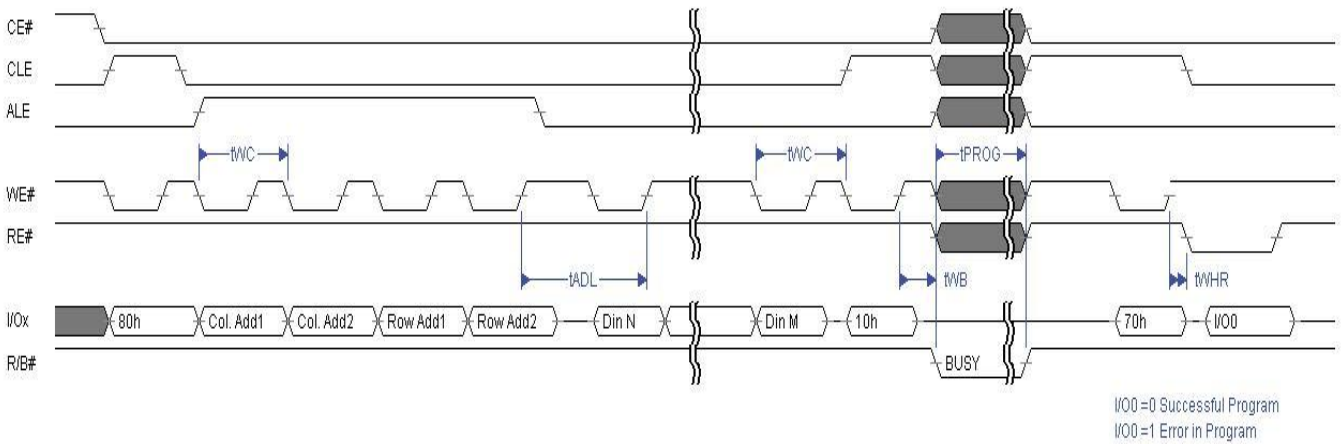 CE#
CLE
ALE
tWC tWC tPROG
WE#
RE#
tADL tWB tWHR
I/Ox 80h Col. Add1 Col. Add2 Row Add1 Row Add2 Din N Din M 10h 70h I/O0
R/B# BUSY
I/O0 =0 Successful Program
I/O0 =1 Error in Program